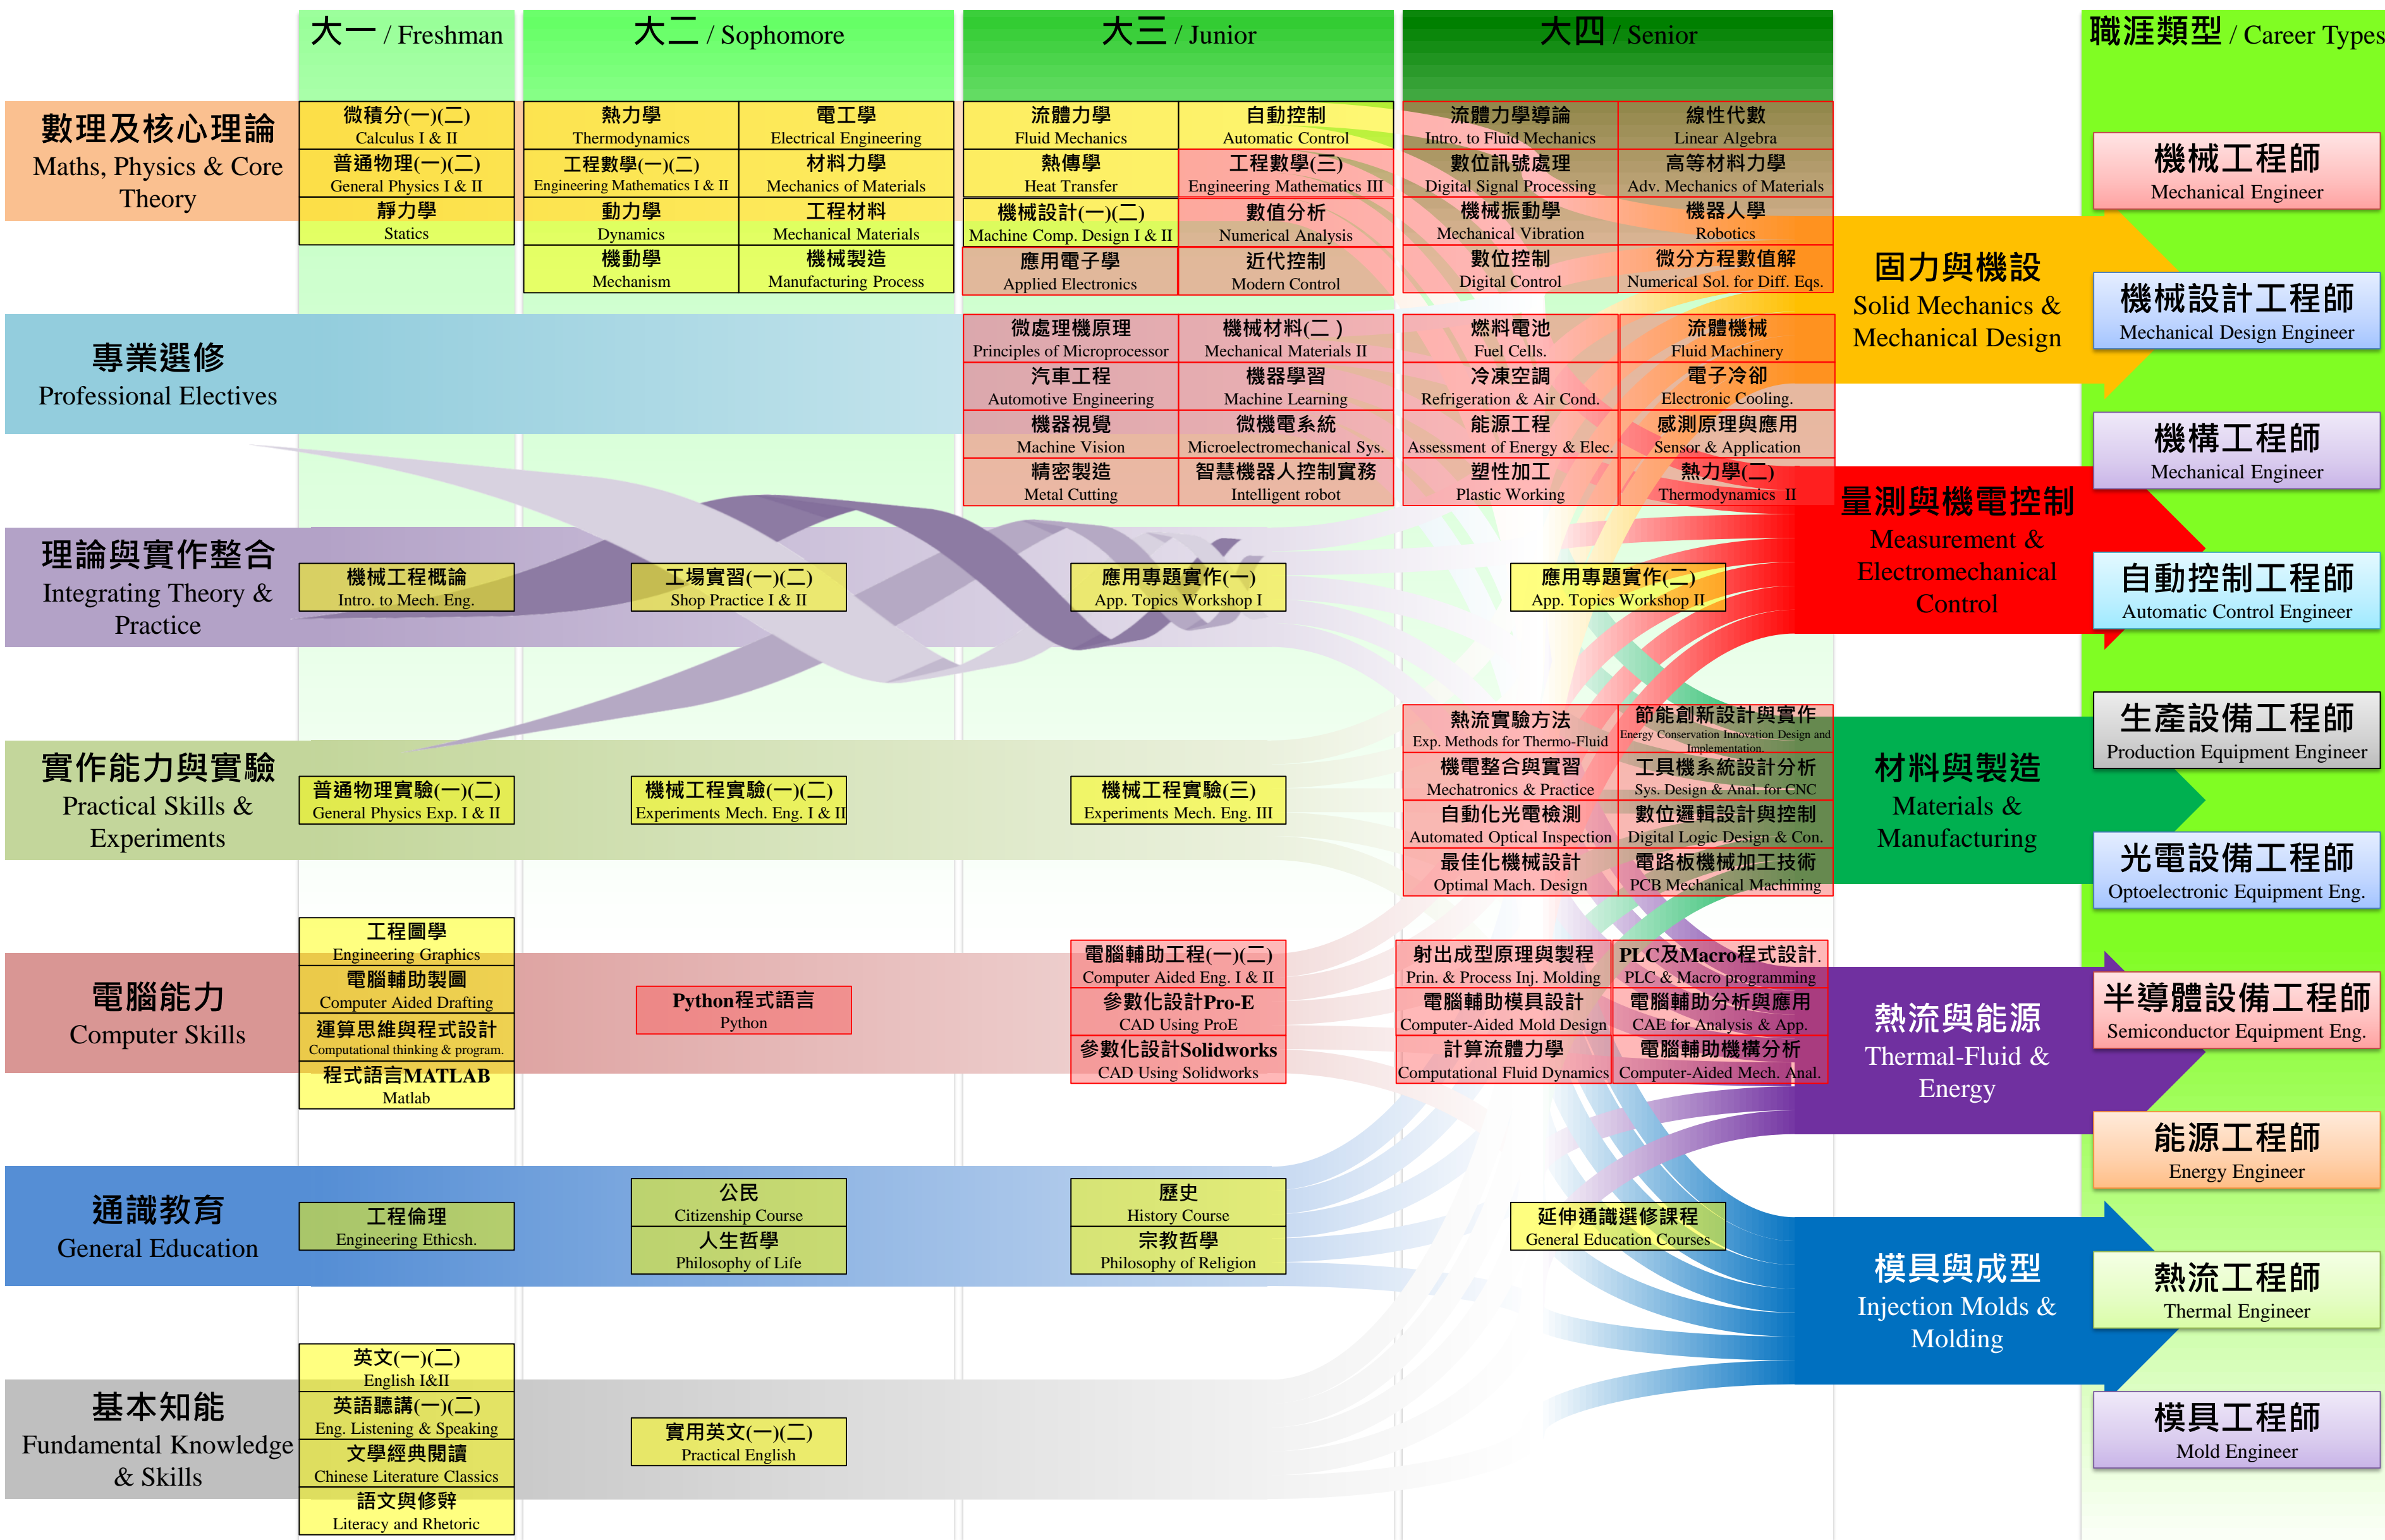 大一 / Freshman
大二 / Sophomore
大三 / Junior
大四 / Senior
職涯類型 / Career Types
數理及核心理論
Maths, Physics & Core
Theory
微積分(一)(二)
Calculus I & II
普通物理(一)(二)
General Physics I & II
靜力學
Statics
熱力學
Thermodynamics
電工學
Electrical Engineering
工程數學(一)(二)
Engineering Mathematics I & II
材料力學
Mechanics of Materials
動力學
Dynamics
工程材料
Mechanical Materials
機動學
Mechanism
機械製造
Manufacturing Process
流體力學
Fluid Mechanics
自動控制
Automatic Control
熱傳學
Heat Transfer
工程數學(三)
Engineering Mathematics III
機械設計(一)(二)
Machine Comp. Design I & II
數值分析
Numerical Analysis
應用電子學
Applied Electronics
近代控制
Modern Control
流體力學導論
Intro. to Fluid Mechanics
線性代數
Linear Algebra
數位訊號處理
Digital Signal Processing
高等材料力學
Adv. Mechanics of Materials
機械振動學
Mechanical Vibration
機器人學
Robotics
數位控制
Digital Control
微分方程數值解
Numerical Sol. for Diff. Eqs.
專業選修
Professional Electives
微處理機原理
Principles of Microprocessor
機械材料(二 )
Mechanical Materials II
汽車工程
Automotive Engineering
機器學習
Machine Learning
機器視覺
Machine Vision
微機電系統
Microelectromechanical Sys.
精密製造
Metal Cutting
智慧機器人控制實務
Intelligent robot
燃料電池
Fuel Cells.
流體機械
Fluid Machinery
冷凍空調
Refrigeration & Air Cond.
電子冷卻
Electronic Cooling.
能源工程
Assessment of Energy & Elec.
感測原理與應用
Sensor & Application
塑性加工
Plastic Working
熱力學(二)
Thermodynamics II
理論與實作整合
Integrating Theory &
Practice
機械工程概論
Intro. to Mech. Eng.
工場實習(一)(二)
Shop Practice I & II
應用專題實作(一)
App. Topics Workshop I
應用專題實作(二)
App. Topics Workshop II
實作能力與實驗
Practical Skills &
Experiments
普通物理實驗(一)(二)
General Physics Exp. I & II
機械工程實驗(一)(二)
Experiments Mech. Eng. I & II
機械工程實驗(三)
Experiments Mech. Eng. III
熱流實驗方法
Exp. Methods for Thermo-Fluid
節能創新設計與實作
Energy Conservation Innovation Design and
Implementation.
機電整合與實習
Mechatronics & Practice
工具機系統設計分析
Sys. Design & Anal. for CNC
自動化光電檢測
Automated Optical Inspection
數位邏輯設計與控制
Digital Logic Design & Con.
最佳化機械設計
Optimal Mach. Design
電路板機械加工技術
PCB Mechanical Machining
電腦能力
Computer Skills
工程圖學
Engineering Graphics
電腦輔助製圖
Computer Aided Drafting
運算思維與程式設計
Computational thinking & program.
程式語言MATLAB
Matlab
Python程式語言
Python
電腦輔助工程(一)(二)
Computer Aided Eng. I & II
參數化設計Pro-E
CAD Using ProE
參數化設計Solidworks
CAD Using Solidworks
射出成型原理與製程
Prin. & Process Inj. Molding
PLC及Macro程式設計.
PLC & Macro programming
電腦輔助模具設計
Computer-Aided Mold Design
電腦輔助分析與應用
CAE for Analysis & App.
計算流體力學
Computational Fluid Dynamics
電腦輔助機構分析
Computer-Aided Mech. Anal.
通識教育
General Education
工程倫理
Engineering Ethicsh.
公民
Citizenship Course
人生哲學
Philosophy of Life
歷史
History Course
宗教哲學
Philosophy of Religion
延伸通識選修課程
General Education Courses
基本知能
Fundamental Knowledge
& Skills
英文(一)(二)
English I&II
英語聽講(一)(二)
Eng. Listening & Speaking
文學經典閱讀
Chinese Literature Classics
語文與修辭
Literacy and Rhetoric
實用英文(一)(二)
Practical English
固力與機設
Solid Mechanics &
Mechanical Design
量測與機電控制
Measurement &
Electromechanical
Control
材料與製造
Materials &
Manufacturing
熱流與能源
Thermal-Fluid &
Energy
模具與成型
Injection Molds &
Molding
機械工程師
Mechanical Engineer
機械設計工程師
Mechanical Design Engineer
機構工程師
Mechanical Engineer
自動控制工程師
Automatic Control Engineer
生產設備工程師
Production Equipment Engineer
光電設備工程師
Optoelectronic Equipment Eng.
半導體設備工程師
Semiconductor Equipment Eng.
能源工程師
Energy Engineer
熱流工程師
Thermal Engineer
模具工程師
Mold Engineer